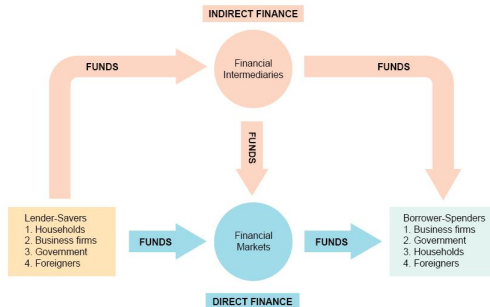 INDIRECT FINANCE
FUNDS
Financial
Intermediaries
FUNDS
FUNDS
Lender-Savers
1. Households
2. Business firms
3. Government
4. Foreigners
FUNDS
Financial
Markets
FUNDS
Borrower-Spenders
1. Business firms
2. Government
3. Households
4. Foreigners
DIRECT FINANCE